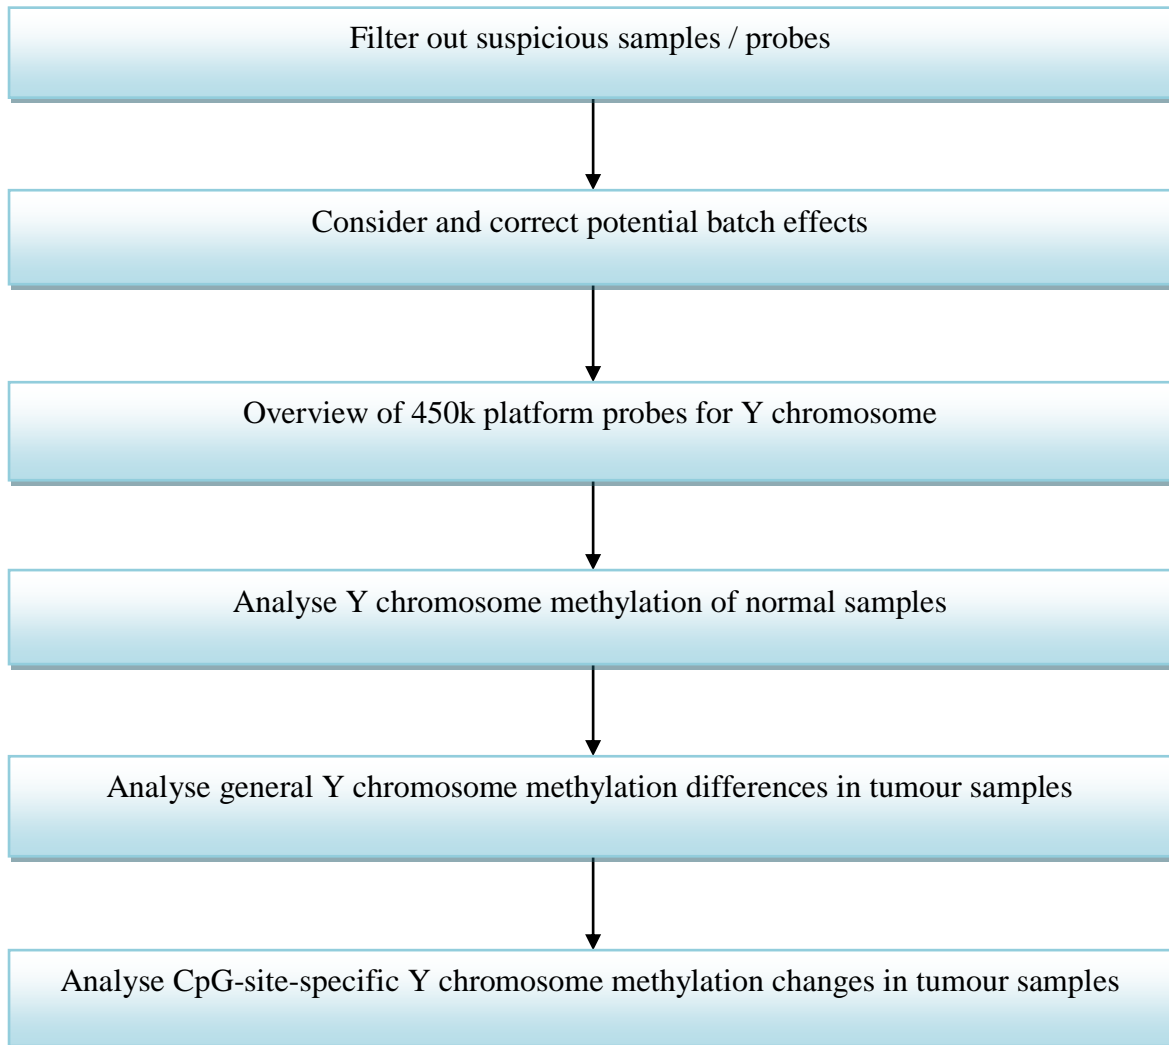 Filter out suspicious samples / probes
Consider and correct potential batch effects
Overview of 450k platform probes for Y chromosome
Analyse Y chromosome methylation of normal samples
Analyse general Y chromosome methylation differences in tumour samples
Analyse CpG-site-specific Y chromosome methylation changes in tumour samples